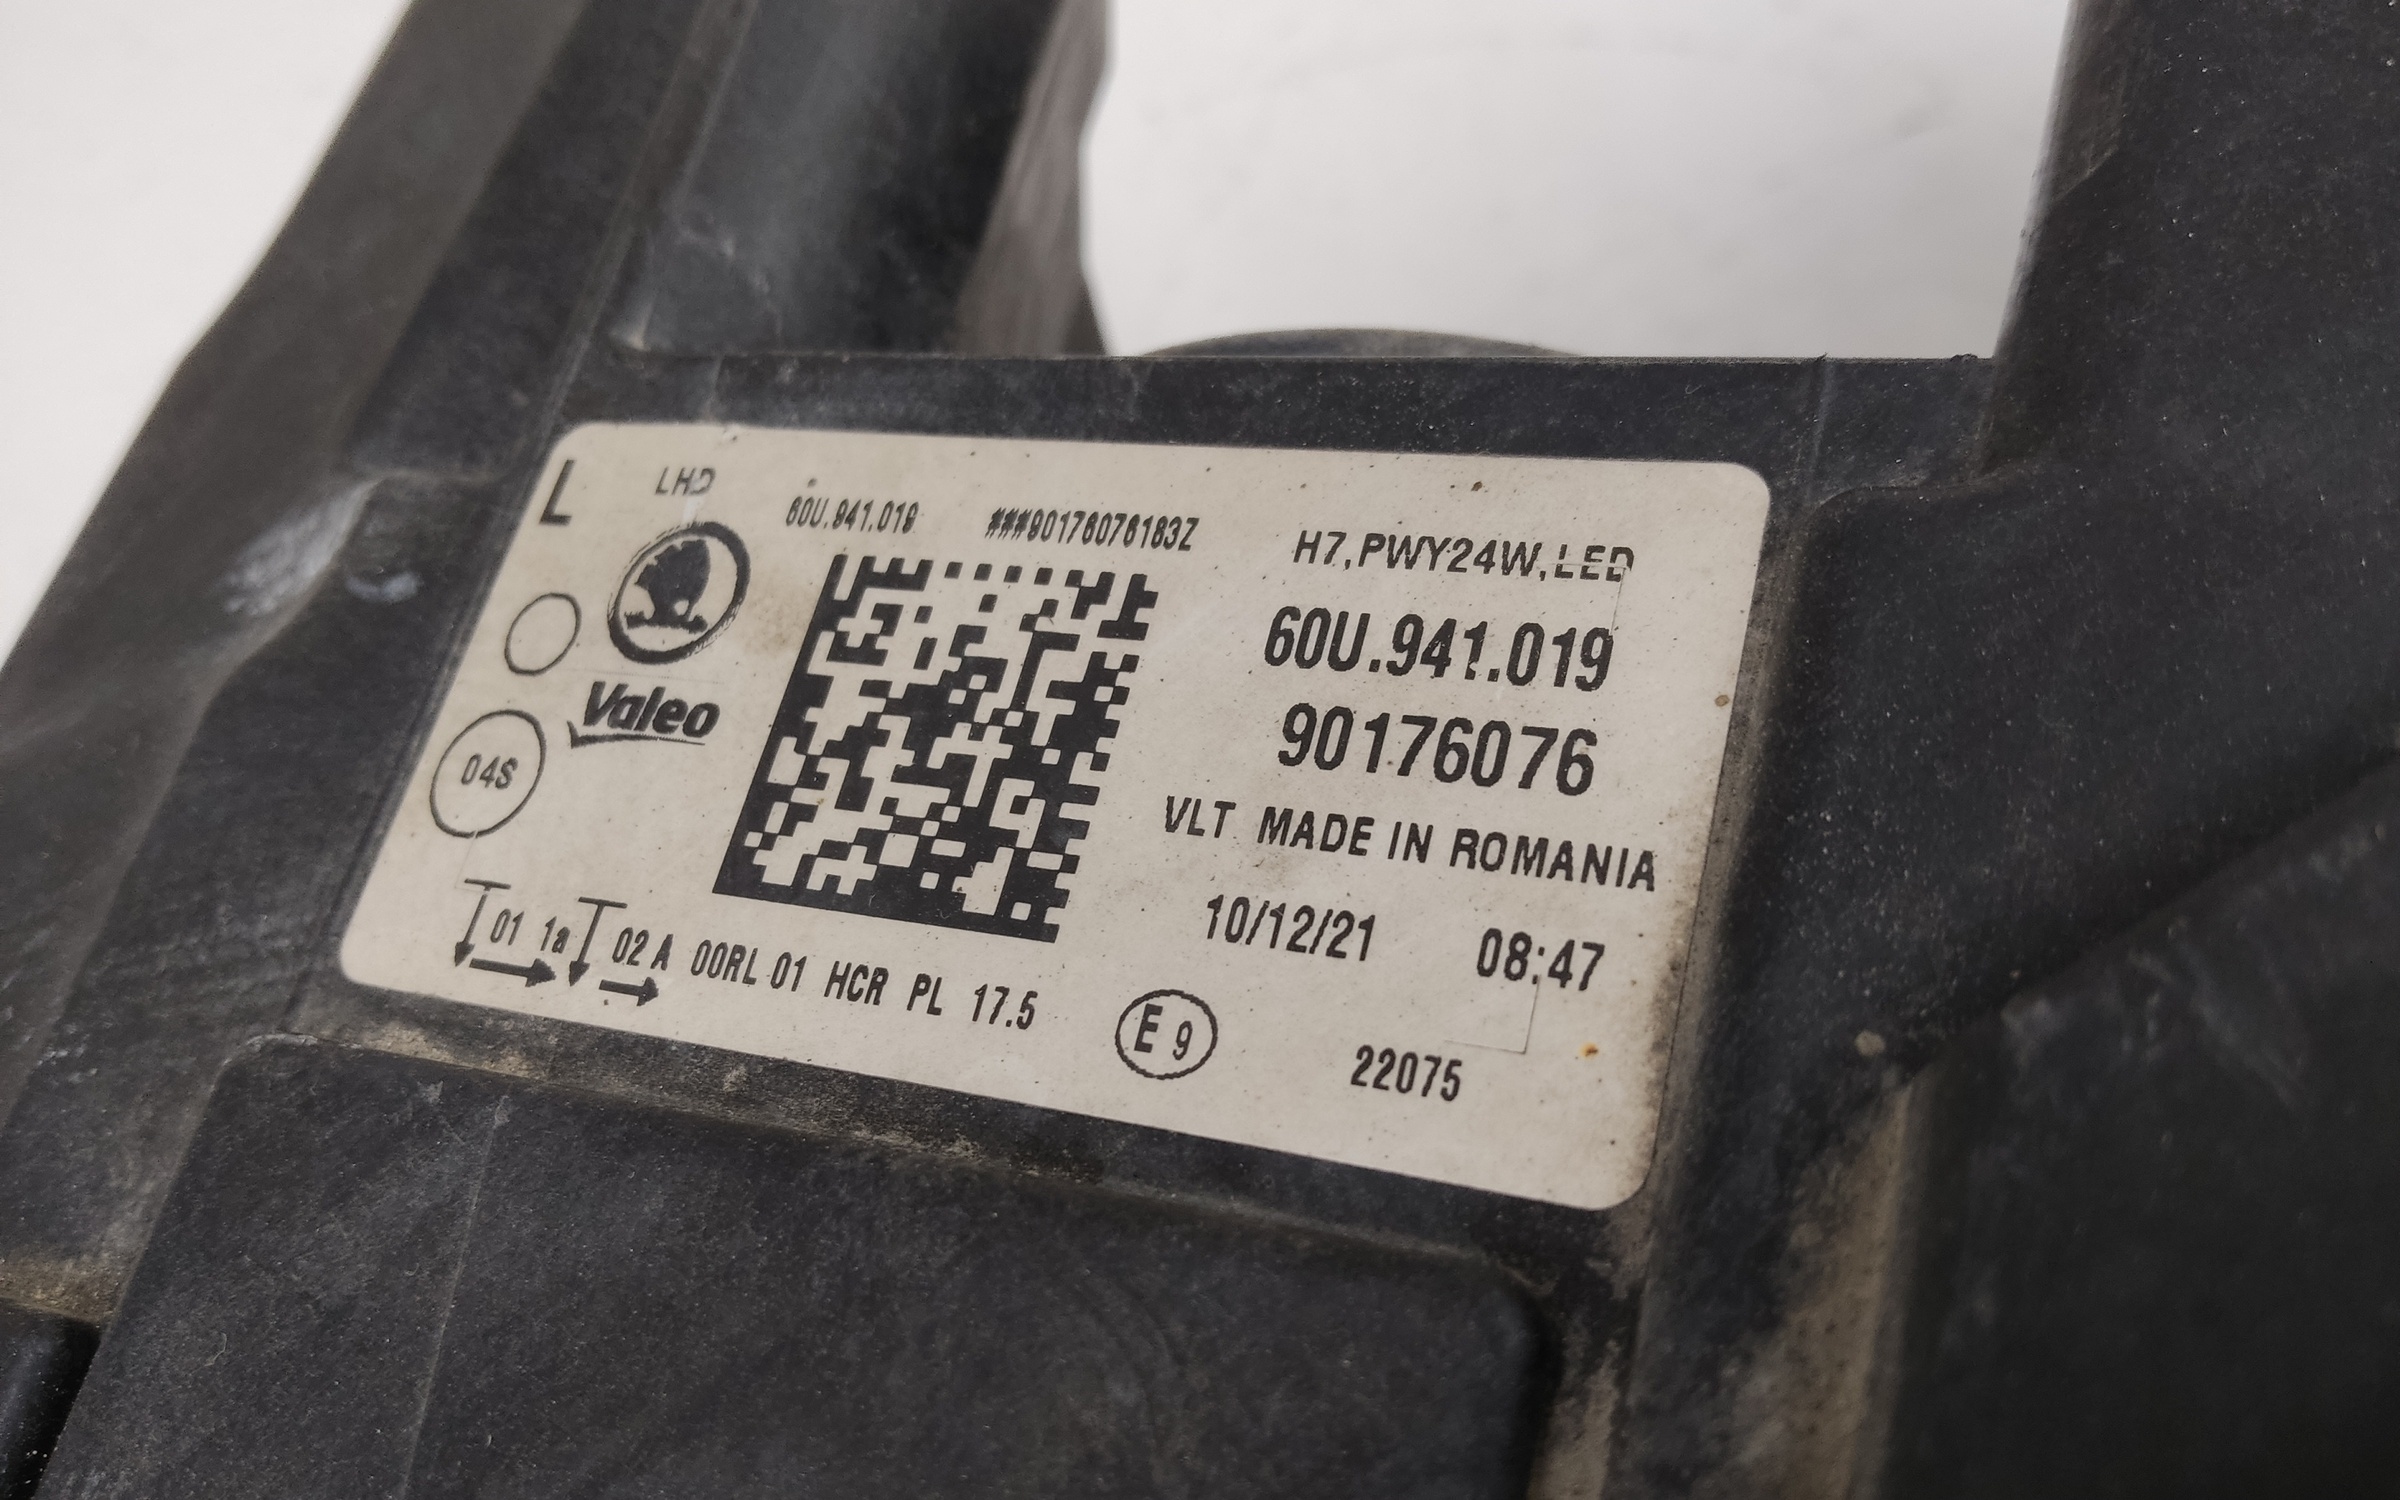 L LHD
60U.941.019 ###90176076183Z
H7,PWY24W,LED
60U.941.019
Valeo
90176076
04S
VLT MADE IN ROMANIA
10/12/21 08:47
01 1a 02 A 00RL 01 HCR PL 17.5
E 9
22075